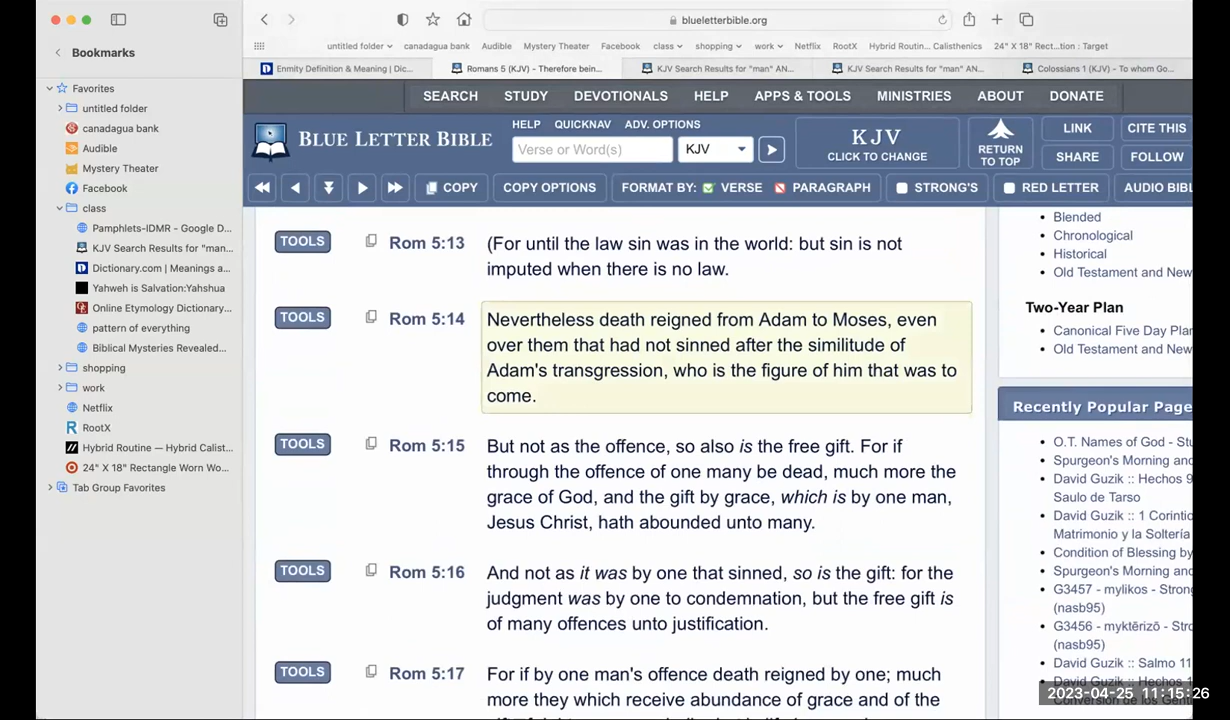 Bookmarks
Favorites
untitled folder
canadagua bank
Audible
Mystery Theater
Facebook
class
Pamphlets-IDMR - Google D...
KJV Search Results for "man...
Dictionary.com | Meanings a...
Yahweh is Salvation:Yahshua
Online Etymology Dictionary...
pattern of everything
Biblical Mysteries Revealed...
shopping
work
Netflix
RootX
Hybrid Routine — Hybrid Calist...
24" X 18" Rectangle Worn Wo...
Tab Group Favorites
blueletterbible.org
untitled folder canadagua bank Audible Mystery Theater Facebook class shopping work Netflix RootX Hybrid Routin... Calisthenics 24" X 18" Rect...tion : Target
Enmity Definition & Meaning | Dic... Romans 5 (KJV) - Therefore bein... KJV Search Results for "man" AN... KJV Search Results for "man" AN... Colossians 1 (KJV) - To whom Go...
SEARCH STUDY DEVOTIONALS HELP APPS & TOOLS MINISTRIES ABOUT DONATE
BLUE LETTER BIBLE
HELP QUICKNAV ADV. OPTIONS
Verse or Word(s) KJV
KJV
CLICK TO CHANGE
RETURN
TO TOP
LINK CITE THIS
SHARE FOLLOW
COPY COPY OPTIONS FORMAT BY: VERSE PARAGRAPH STRONG'S RED LETTER AUDIO BIBL
TOOLS Rom 5:13 (For until the law sin was in the world: but sin is not
imputed when there is no law.
TOOLS Rom 5:14 Nevertheless death reigned from Adam to Moses, even
over them that had not sinned after the similitude of
Adam's transgression, who is the figure of him that was to
come.
TOOLS Rom 5:15 But not as the offence, so also is the free gift. For if
through the offence of one many be dead, much more the
grace of God, and the gift by grace, which is by one man,
Jesus Christ, hath abounded unto many.
TOOLS Rom 5:16 And not as it was by one that sinned, so is the gift: for the
judgment was by one to condemnation, but the free gift is
of many offences unto justification.
TOOLS Rom 5:17 For if by one man's offence death reigned by one; much
more they which receive abundance of grace and of the
Blended
Chronological
Historical
Old Testament and New
Two-Year Plan
Canonical Five Day Plan
Old Testament and New
Recently Popular Page
O.T. Names of God - Stu
Spurgeon's Morning and
David Guzik :: Hechos 9
Saulo de Tarso
David Guzik :: 1 Corintio
Matrimonio y la Soltería
Condition of Blessing by
Spurgeon's Morning and
G3457 - mylikos - Strong
(nasb95)
G3456 - myktērizō - Stro
(nasb95)
David Guzik :: Salmo 11
David Guzik :: Hechos 1
2023-04-25 11:15:26